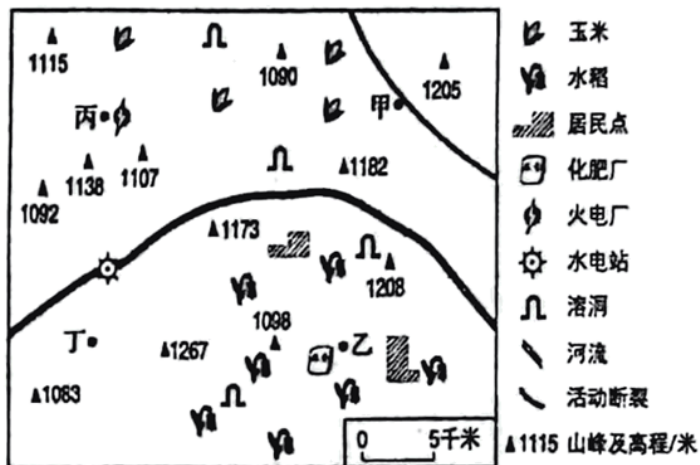 1115
1090
1205
丙
甲
1107
1138
1182
1092
1173
1208
1098
丁
1267
乙
1083
0 5千米
玉米
水稻
居民点
化肥厂
火电厂
水电站
溶洞
河流
活动断裂
1115 山峰及高程/米